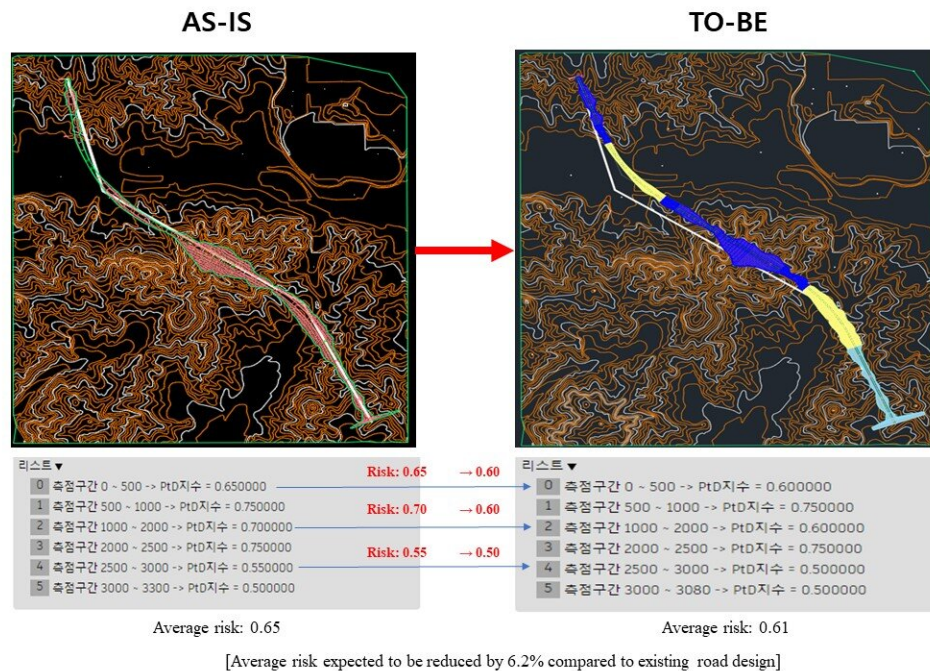 AS-IS
TO-BE
리스트▼
0 측점구간 0 ~ 500 -> PtD지수 = 0.650000
1 측점구간 500 ~ 1000 -> PtD지수 = 0.750000
2 측점구간 1000 ~ 2000 -> PtD지수 = 0.700000
3 측점구간 2000 ~ 2500 -> PtD지수 = 0.750000
4 측점구간 2500 ~ 3000 -> PtD지수 = 0.550000
5 측점구간 3000 ~ 3300 -> PtD지수 = 0.500000
Risk: 0.65 → 0.60
Risk: 0.70 → 0.60
Risk: 0.55 → 0.50
리스트▼
0 측점구간 0 ~ 500 -> PtD지수 = 0.600000
1 측점구간 500 ~ 1000 -> PtD지수 = 0.750000
2 측점구간 1000 ~ 2000 -> PtD지수 = 0.600000
3 측점구간 2000 ~ 2500 -> PtD지수 = 0.750000
4 측점구간 2500 ~ 3000 -> PtD지수 = 0.500000
5 측점구간 3000 ~ 3080 -> PtD지수 = 0.500000
Average risk: 0.65
Average risk: 0.61
[Average risk expected to be reduced by 6.2% compared to existing road design]